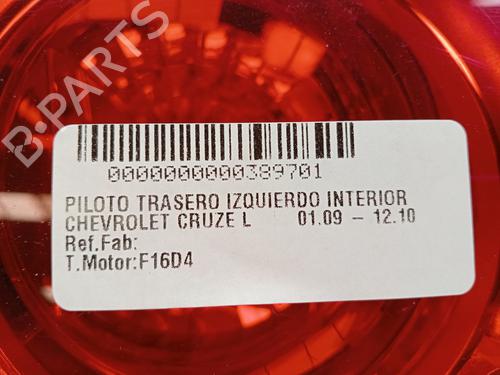 B-PARTS
0000000000389701
PILOTO TRASERO IZQUIERDO INTERIOR
CHEVROLET CRUZE L 01.09 – 12.10
Ref.Fab:
T.Motor:F16D4